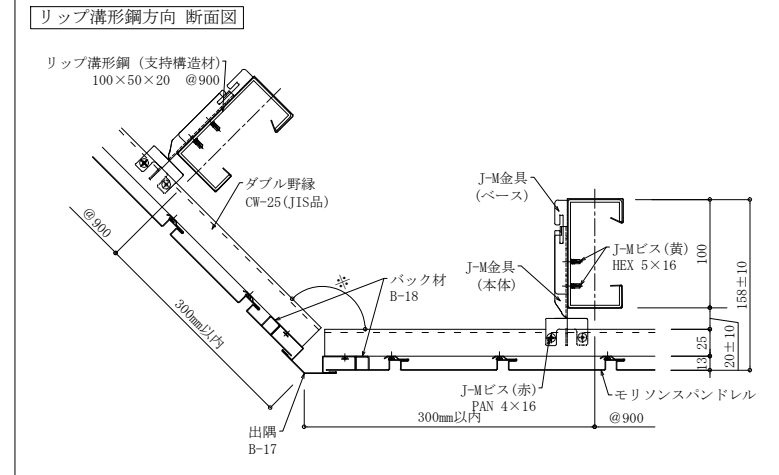 リップ溝形鋼方向 断面図
リップ溝形鋼 (支持構造材)
100×50×20 @900
ダブル野縁
CW-25(JIS品)
J-M金具
(ベース)
@900
J-Mビス(黄)
HEX 5×16
100
158±10
※
バック材
B-18
J-M金具
(本体)
300mm以内
25
13
20±10
J-Mビス(赤)
PAN 4×16
モリソンスパンドレル
300mm以内
@900
出隅
B-17